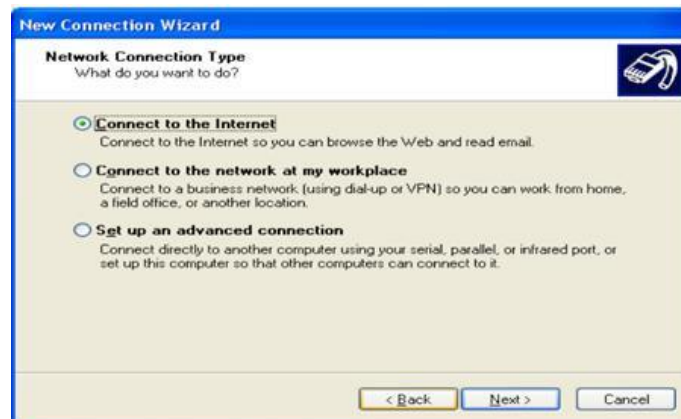 New Connection Wizard
Network Connection Type
What do you want to do?
Connect to the Internet
Connect to the Internet so you can browse the Web and read email.
Connect to the network at my workplace
Connect to a business network (using dial-up or VPN) so you can work from home,
a field office, or another location.
Set up an advanced connection
Connect directly to another computer using your serial, parallel, or infrared port, or
set up this computer so that other computers can connect to it.
< Back
Next >
Cancel